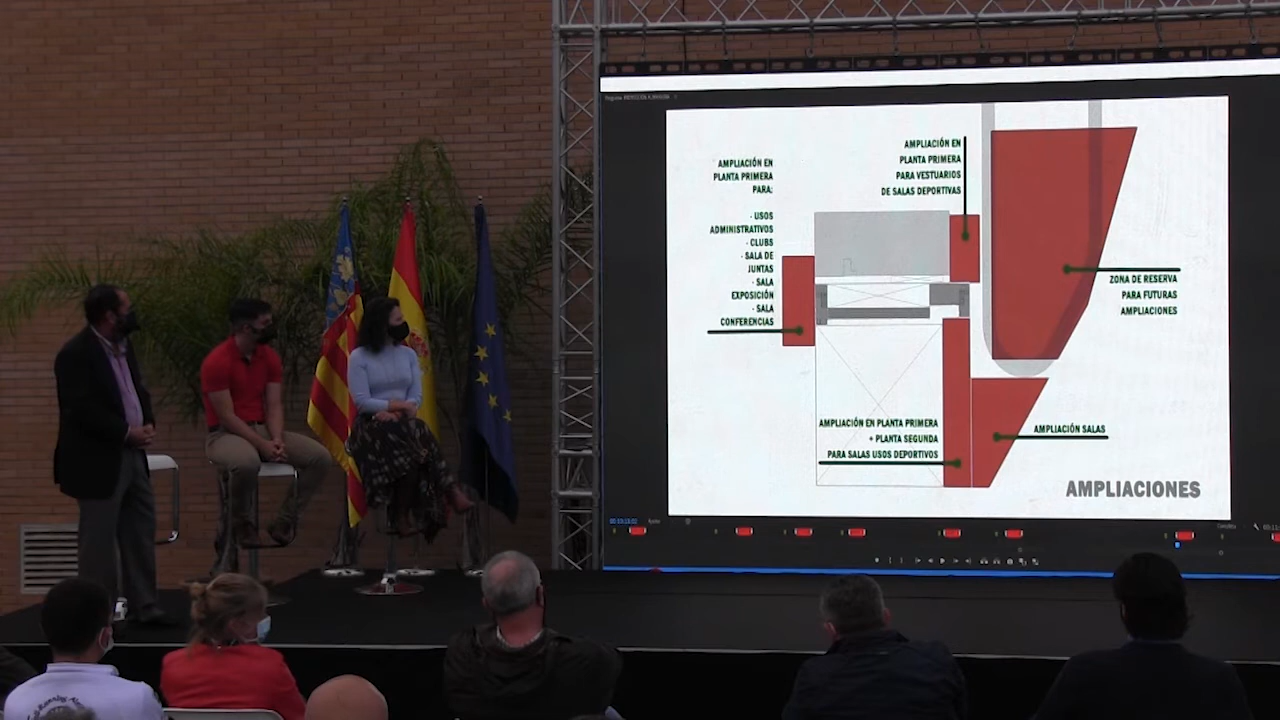 AMPLIACIÓN EN
PLANTA PRIMERA
PARA:
· USOS
ADMINISTRATIVOS
· CLUBS
· SALA DE
JUNTAS
· SALA
EXPOSICIÓN
· SALA
CONFERENCIAS
AMPLIACIÓN EN
PLANTA PRIMERA
PARA VESTUARIOS
DE SALAS DEPORTIVAS
ZONA DE RESERVA
PARA FUTURAS
AMPLIACIONES
AMPLIACIÓN EN PLANTA PRIMERA
+ PLANTA SEGUNDA
PARA SALAS USOS DEPORTIVOS
AMPLIACIÓN SALAS
AMPLIACIONES